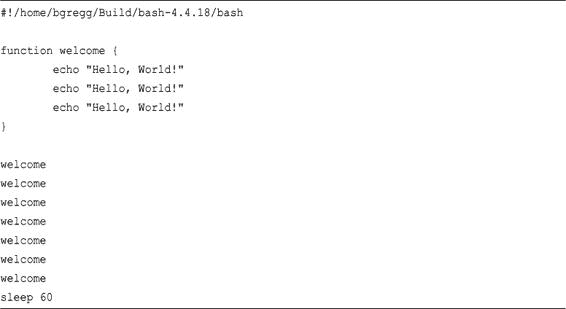 #!/home/bgregg/Build/bash-4.4.18/bash
function welcome {
        echo "Hello, World!"
        echo "Hello, World!"
        echo "Hello, World!"
}
welcome
welcome
welcome
welcome
welcome
welcome
welcome
sleep 60